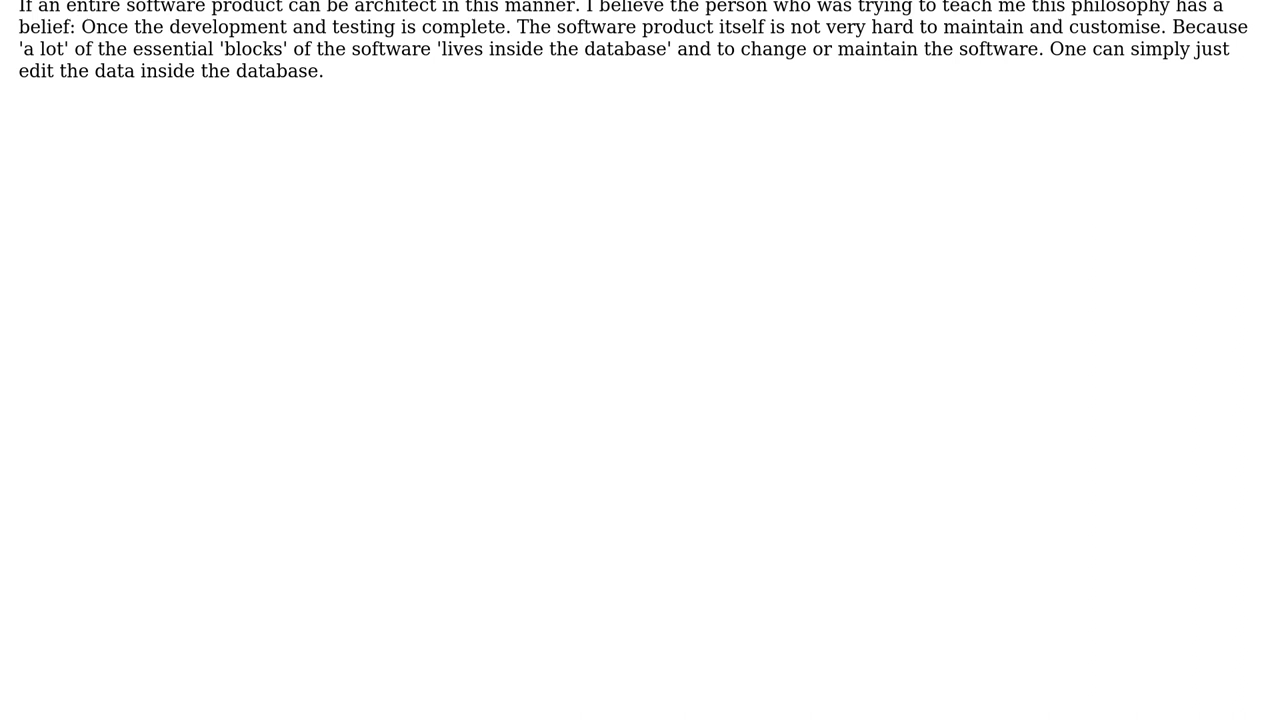 If an entire software product can be architect in this manner. I believe the person who was trying to teach me this philosophy has a
belief: Once the development and testing is complete. The software product itself is not very hard to maintain and customise. Because
'a lot' of the essential 'blocks' of the software 'lives inside the database' and to change or maintain the software. One can simply just
edit the data inside the database.